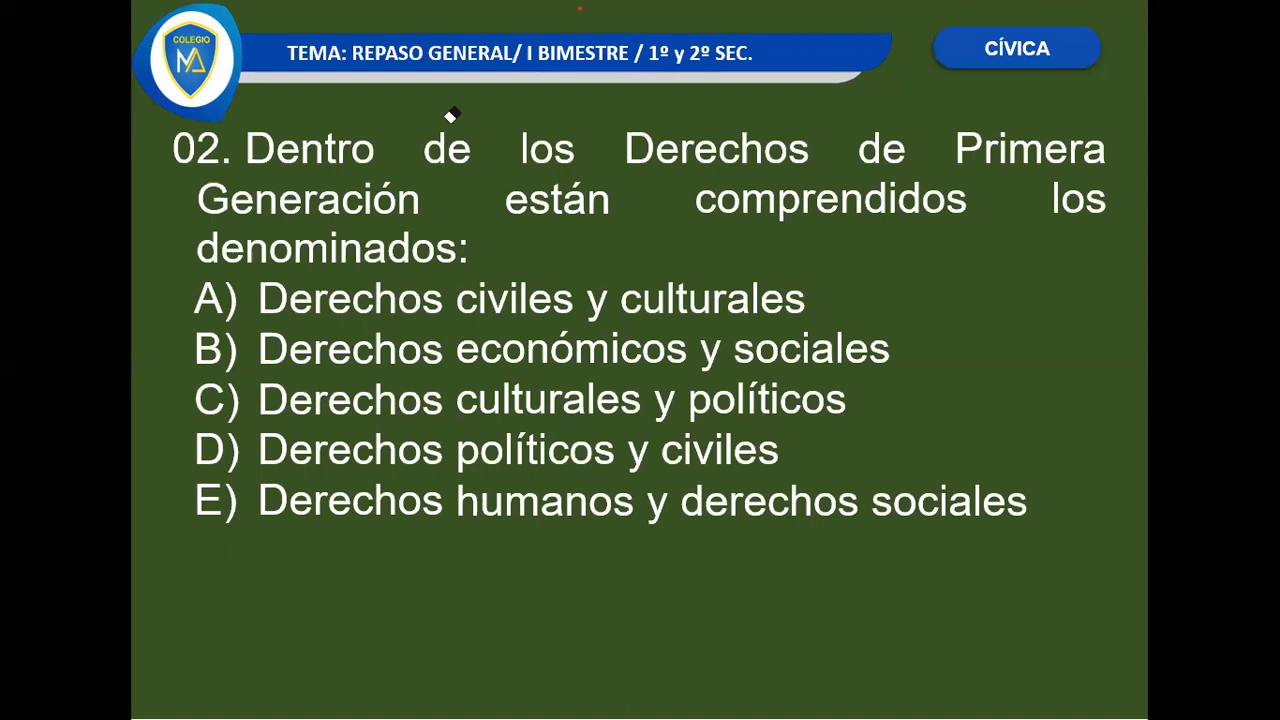 COLEGIO
MA
TEMA: REPASO GENERAL/ I BIMESTRE / 1º y 2º SEC.
CÍVICA
02. Dentro de los Derechos de Primera
Generación están comprendidos los
denominados:
A) Derechos civiles y culturales
B) Derechos económicos y sociales
C) Derechos culturales y políticos
D) Derechos políticos y civiles
E) Derechos humanos y derechos sociales